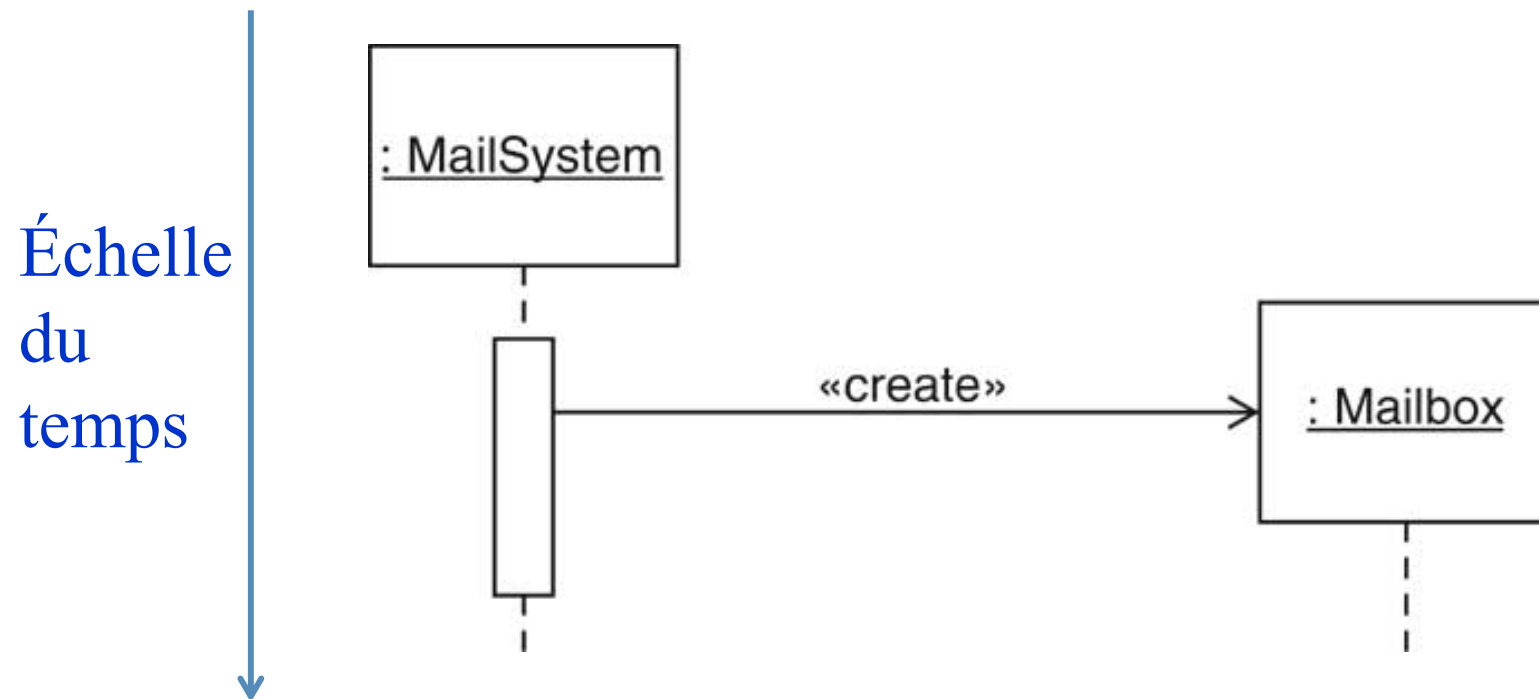 : MailSystem
Échelle
du
temps
«create»
: Mailbox